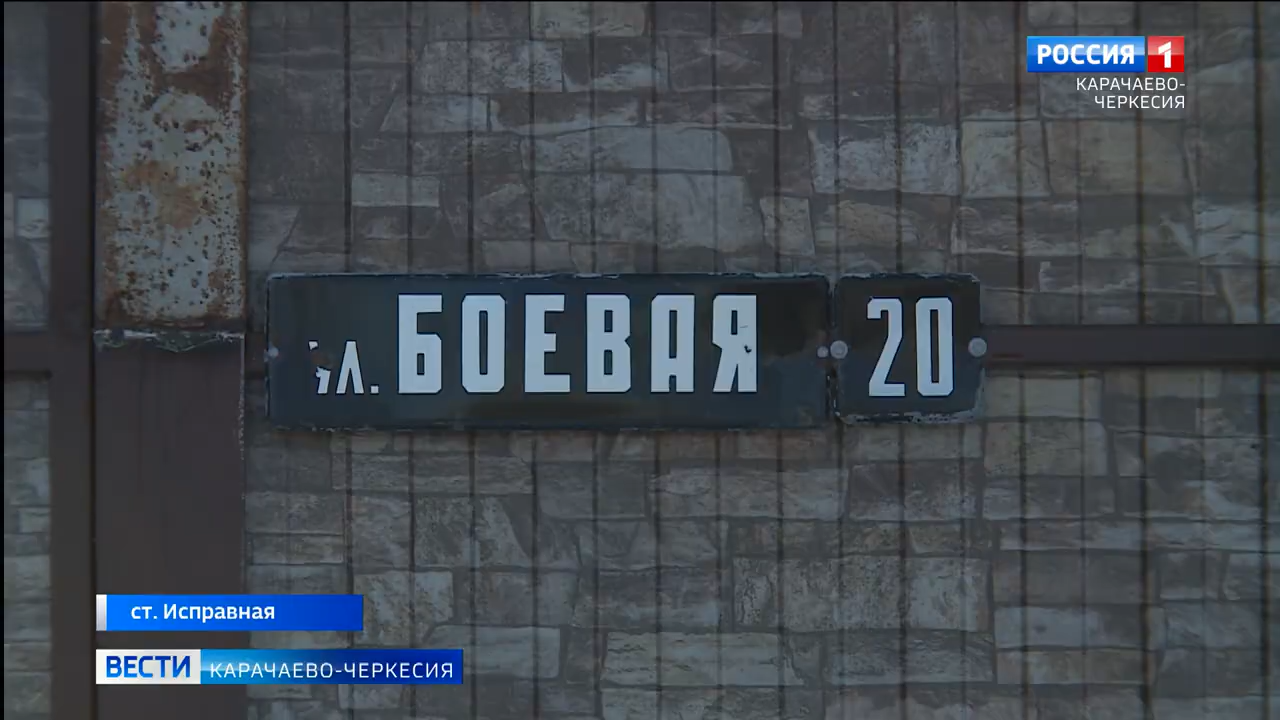 РОССИЯ 1
КАРАЧАЕВО-
ЧЕРКЕСИЯ
ул. БОЕВАЯ 20
ст. Исправная
ВЕСТИ КАРАЧАЕВО-ЧЕРКЕСИЯ